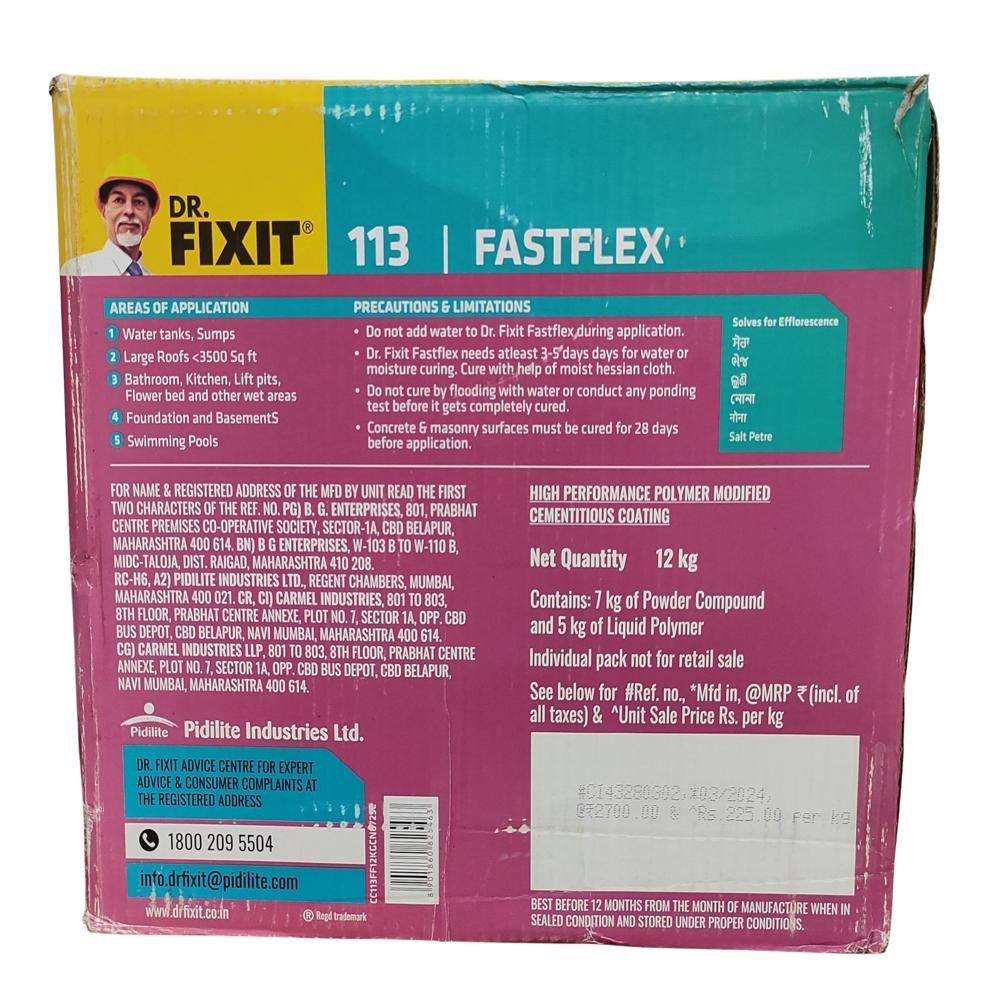 DR.
FIXIT®
113 | FASTFLEX
AREAS OF APPLICATION
1 Water tanks, Sumps
2 Large Roofs <3500 Sq ft
3 Bathroom, Kitchen, Lift pits,
Flower bed and other wet areas
4 Foundation and BasementS
5 Swimming Pools
PRECAUTIONS & LIMITATIONS
• Do not add water to Dr. Fixit Fastflex during application.
• Dr. Fixit Fastflex needs atleast 3-5 days days for water or
moisture curing. Cure with help of moist hessian cloth.
• Do not cure by flooding with water or conduct any ponding
test before it gets completely cured.
• Concrete & masonry surfaces must be cured for 28 days
before application.
Solves for Efflorescence
ભેજ
লোনা
नोना
Salt Petre
FOR NAME & REGISTERED ADDRESS OF THE MFD BY UNIT READ THE FIRST
TWO CHARACTERS OF THE REF. NO. PG) B. G. ENTERPRISES, 801, PRABHAT
CENTRE PREMISES CO-OPERATIVE SOCIETY, SECTOR-1A, CBD BELAPUR,
MAHARASHTRA 400 614. BN) B G ENTERPRISES, W-103 B TO W-110 B,
MIDC-TALOJA, DIST. RAIGAD, MAHARASHTRA 410 208.
RC-H6, A2) PIDILITE INDUSTRIES LTD., REGENT CHAMBERS, MUMBAI,
MAHARASHTRA 400 021. CR, CI) CARMEL INDUSTRIES, 801 TO 803,
8TH FLOOR, PRABHAT CENTRE ANNEXE, PLOT NO. 7, SECTOR 1A, OPP. CBD
BUS DEPOT, CBD BELAPUR, NAVI MUMBAI, MAHARASHTRA 400 614.
CG) CARMEL INDUSTRIES LLP, 801 TO 803, 8TH FLOOR, PRABHAT CENTRE
ANNEXE, PLOT NO. 7, SECTOR 1A, OPP. CBD BUS DEPOT, CBD BELAPUR,
NAVI MUMBAI, MAHARASHTRA 400 614.
Pidilite Pidilite Industries Ltd.
DR. FIXIT ADVICE CENTRE FOR EXPERT
ADVICE & CONSUMER COMPLAINTS AT
THE REGISTERED ADDRESS
1800 209 5504
info.drfixit@pidilite.com
www.drfixit.co.in
® Regd trademark
HIGH PERFORMANCE POLYMER MODIFIED
CEMENTITIOUS COATING
Net Quantity 12 kg
Contains: 7 kg of Powder Compound
and 5 kg of Liquid Polymer
Individual pack not for retail sale
See below for #Ref. no., *Mfd in, @MRP ₹ (incl. of
all taxes) & ^Unit Sale Price Rs. per kg
#CI43280302,*03/2024,
@₹2700.00 & ^Rs.225.00 per kg
BEST BEFORE 12 MONTHS FROM THE MONTH OF MANUFACTURE WHEN IN
SEALED CONDITION AND STORED UNDER PROPER CONDITIONS.